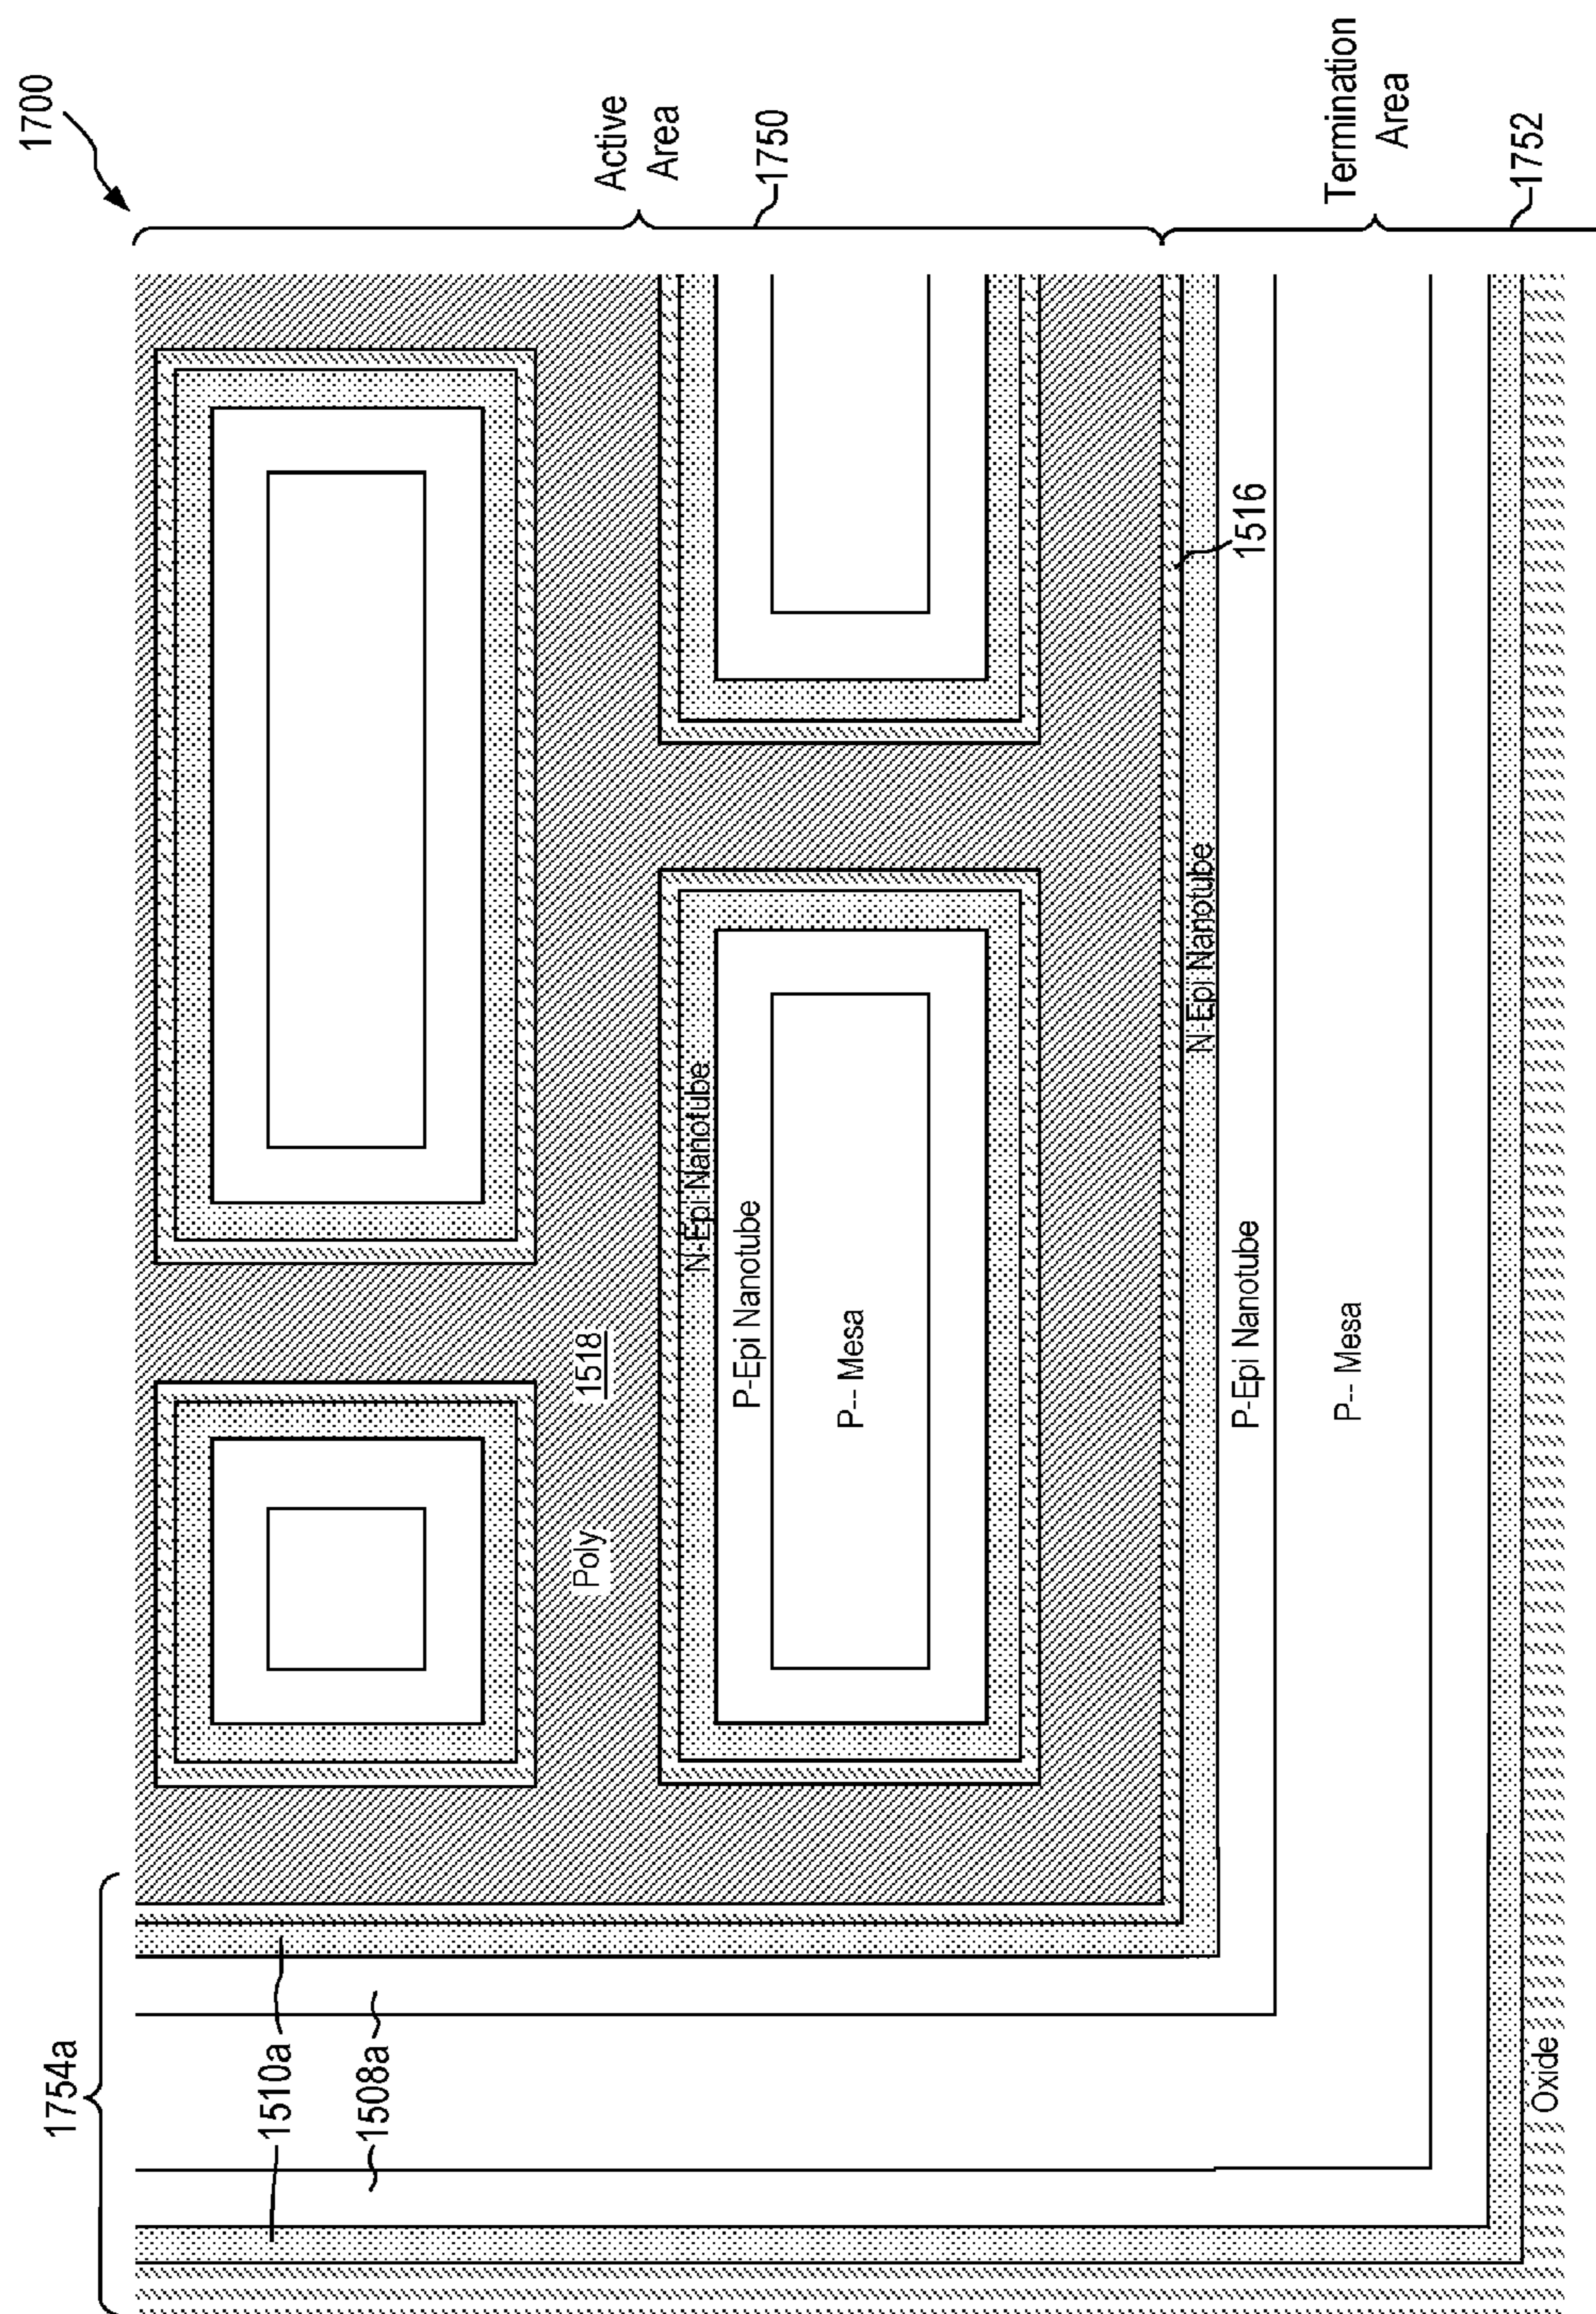 1700
Active
Area
1750
Termination
Area
1752
1516
N-Epi Nanotube
N-Epi Nanotube
P-Epi Nanotube
P-- Mesa
1518
Poly
P-Epi Nanotube
P-- Mesa
1754a
1510a
1508a
Oxide